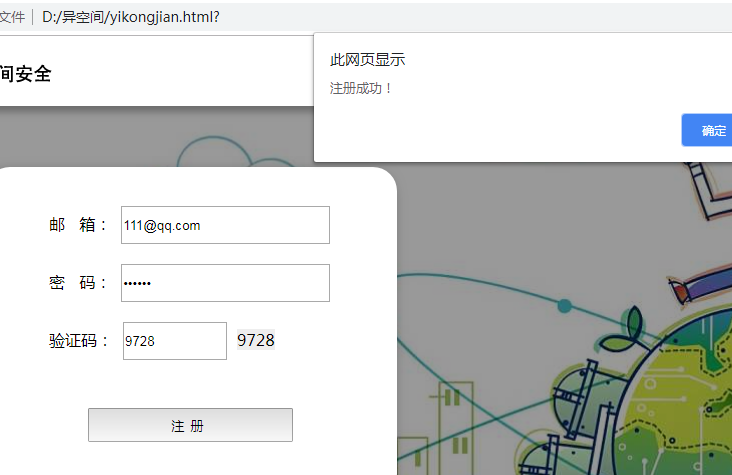 文件 D:/异空间/yikongjian.html?
间安全
此网页显示
注册成功！
确定
邮 箱： 111@qq.com
密 码： ••••••
验证码： 9728 9728
注 册